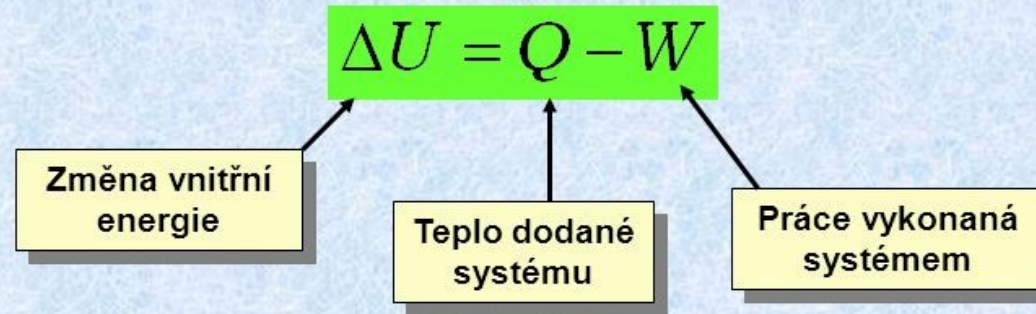 ΔU = Q − W
Změna vnitřní
energie
Teplo dodané
systému
Práce vykonaná
systémem